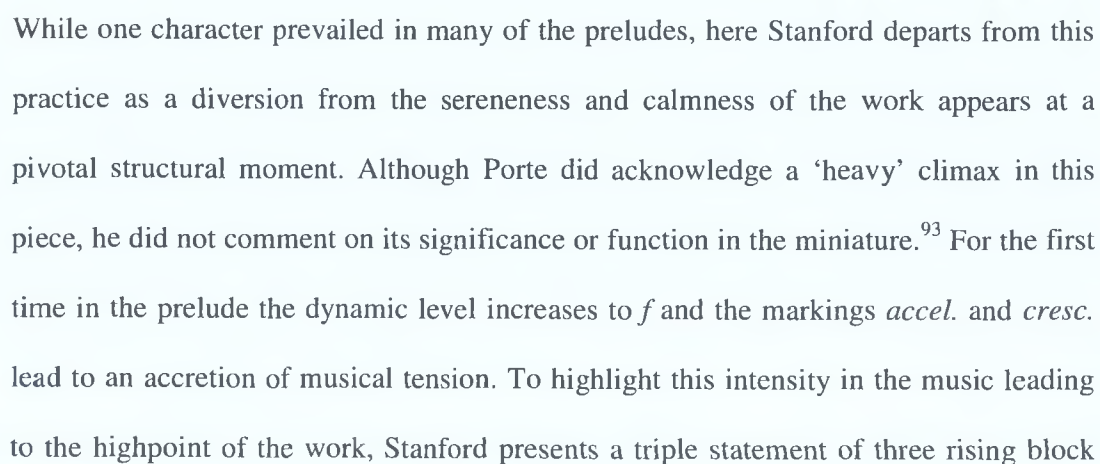 While one character prevailed in many of the preludes, here Stanford departs from this
practice as a diversion from the sereneness and calmness of the work appears at a
pivotal structural moment. Although Porte did acknowledge a ‘heavy’ climax in this
piece, he did not comment on its significance or function in the miniature.93 For the first
time in the prelude the dynamic level increases to f and the markings accel. and cresc.
lead to an accretion of musical tension. To highlight this intensity in the music leading
to the highpoint of the work, Stanford presents a triple statement of three rising block